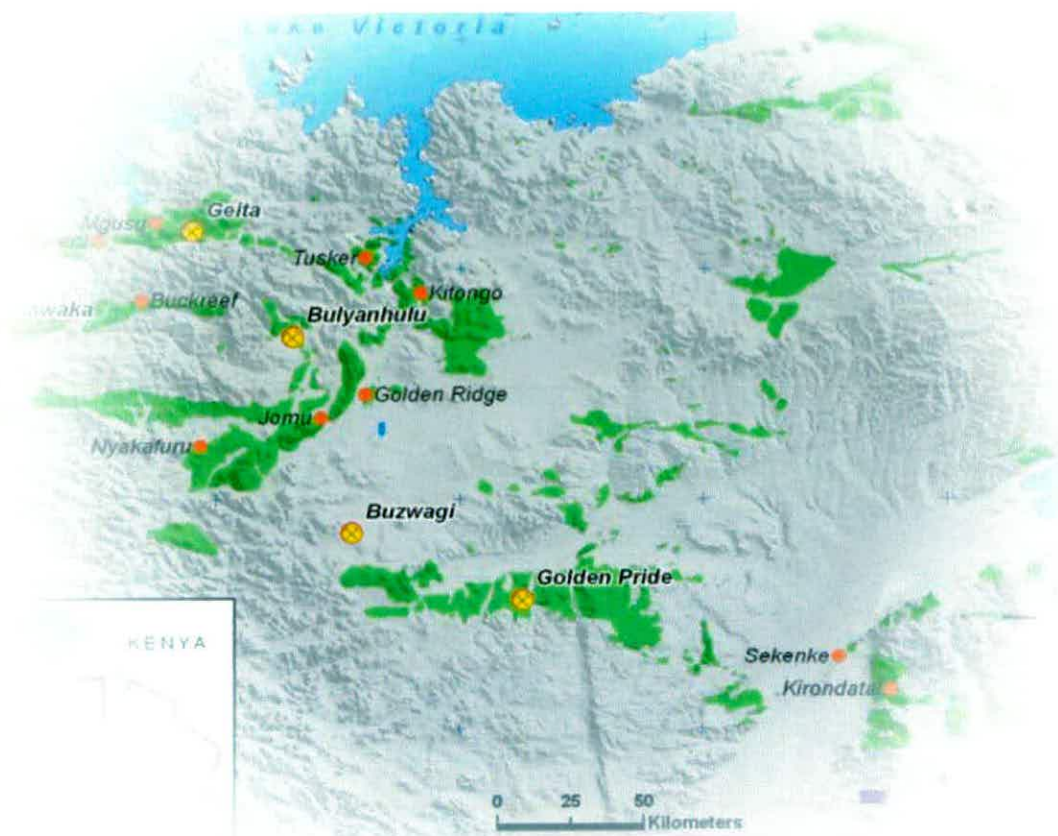 Lake Victoria
Geita
Mgusu
Tusker
Kitongo
Buckreef
Bulyanhulu
Golden Ridge
Jomu
Nyakafuru
Buzwagi
Golden Pride
KENYA
Sekenke
Kirondata
0 25 50
Kilometers